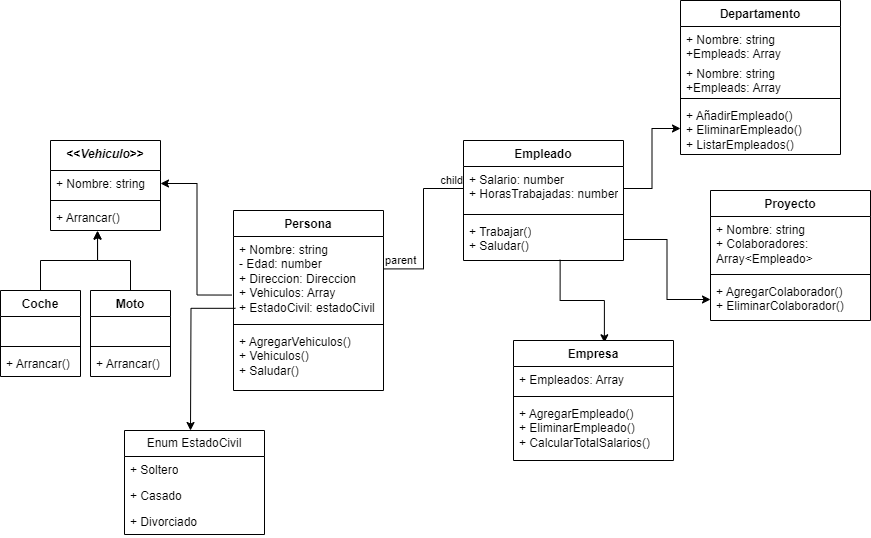 Departamento
+ Nombre: string
+Empleads: Array
+ Nombre: string
+Empleads: Array
+ AñadirEmpleado()
+ EliminarEmpleado()
+ ListarEmpleados()
<<Vehiculo>>
+ Nombre: string
+ Arrancar()
Empleado
+ Salario: number
+ HorasTrabajadas: number
+ Trabajar()
+ Saludar()
child
parent
Proyecto
+ Nombre: string
+ Colaboradores:
Array<Empleado>
+ AgregarColaborador()
+ EliminarColaborador()
Persona
+ Nombre: string
- Edad: number
+ Direccion: Direccion
+ Vehiculos: Array
+ EstadoCivil: estadoCivil
+ AgregarVehiculos()
+ Vehiculos()
+ Saludar()
Coche
+ Arrancar()
Moto
+ Arrancar()
Empresa
+ Empleados: Array
+ AgregarEmpleado()
+ EliminarEmpleado()
+ CalcularTotalSalarios()
Enum EstadoCivil
+ Soltero
+ Casado
+ Divorciado